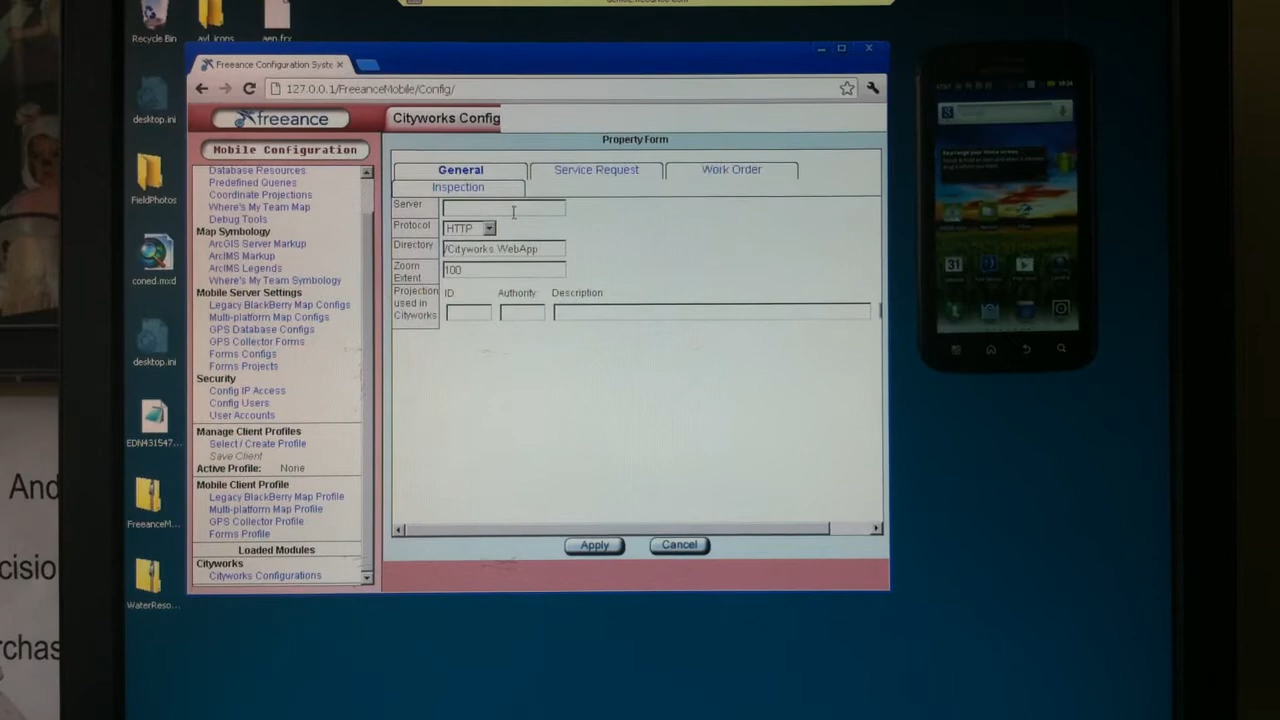 Recycle Bin
avl_icons
aen.frx
desktop.ini
FieldPhotos
coned.mxd
desktop.ini
EDN431547...
FreeanceM...
WaterReso...
And
cisio
rchas
Freeance Configuration Syste
127.0.0.1/FreeanceMobile/Config/
freeance
Mobile Configuration
Database Resources
Predefined Queries
Coordinate Projections
Where's My Team Map
Debug Tools
Map Symbology
ArcGIS Server Markup
ArcIMS Markup
ArcIMS Legends
Where's My Team Symbology
Mobile Server Settings
Legacy BlackBerry Map Configs
Multi-platform Map Configs
GPS Database Configs
GPS Collector Forms
Forms Configs
Forms Projects
Security
Config IP Access
Config Users
User Accounts
Manage Client Profiles
Select / Create Profile
Save Client
Active Profile: None
Mobile Client Profile
Legacy BlackBerry Map Profile
Multi-platform Map Profile
GPS Collector Profile
Forms Profile
Loaded Modules
Cityworks
Cityworks Configurations
Cityworks Config
Property Form
General
Service Request
Work Order
Inspection
Server
Protocol HTTP
Directory /Cityworks.WebApp
Zoom Extent 100
Projection used in Cityworks
ID Authority Description
Apply
Cancel
31